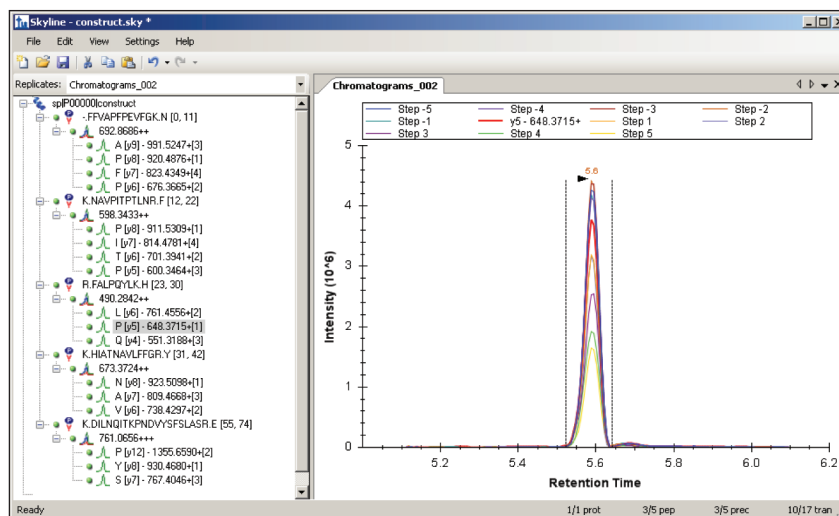 Skyline - construct.sky *
File Edit View Settings Help
Replicates: Chromatograms_002
sp|P00000|construct
-.FFVAPFPEVFGK.N [0, 11]
692.8686++
A [y9] - 991.5247+[3]
P [y8] - 920.4876+[1]
F [y7] - 823.4349+[4]
P [y6] - 676.3665+[2]
K.NAVPITPTLNR.F [12, 22]
598.3433++
P [y8] - 911.5309+[1]
I [y7] - 814.4781+[4]
T [y6] - 701.3941+[2]
P [y5] - 600.3464+[3]
R.FALPQYLK.H [23, 30]
490.2842++
L [y6] - 761.4556+[2]
P [y5] - 648.3715+[1]
Q [y4] - 551.3188+[3]
K.HIATNAVLFFGR.Y [31, 42]
673.3724++
N [y8] - 923.5098+[1]
A [y7] - 809.4668+[3]
V [y6] - 738.4297+[2]
K.DILNQITKPNDVYSFSLASR.E [55, 74]
761.0656+++
P [y12] - 1355.6590+[2]
Y [y8] - 930.4680+[1]
S [y7] - 767.4046+[3]
Chromatograms_002
Step -5 Step -4 Step -3 Step -2
Step -1 y5 - 648.3715+ Step 1 Step 2
Step 3 Step 4 Step 5
5.6
Intensity (10^6)
5
4
3
2
1
0
5.2 5.4 5.6 5.8 6.0 6.2
Retention Time
Ready 1/1 prot 3/5 pep 3/5 prec 10/17 tran